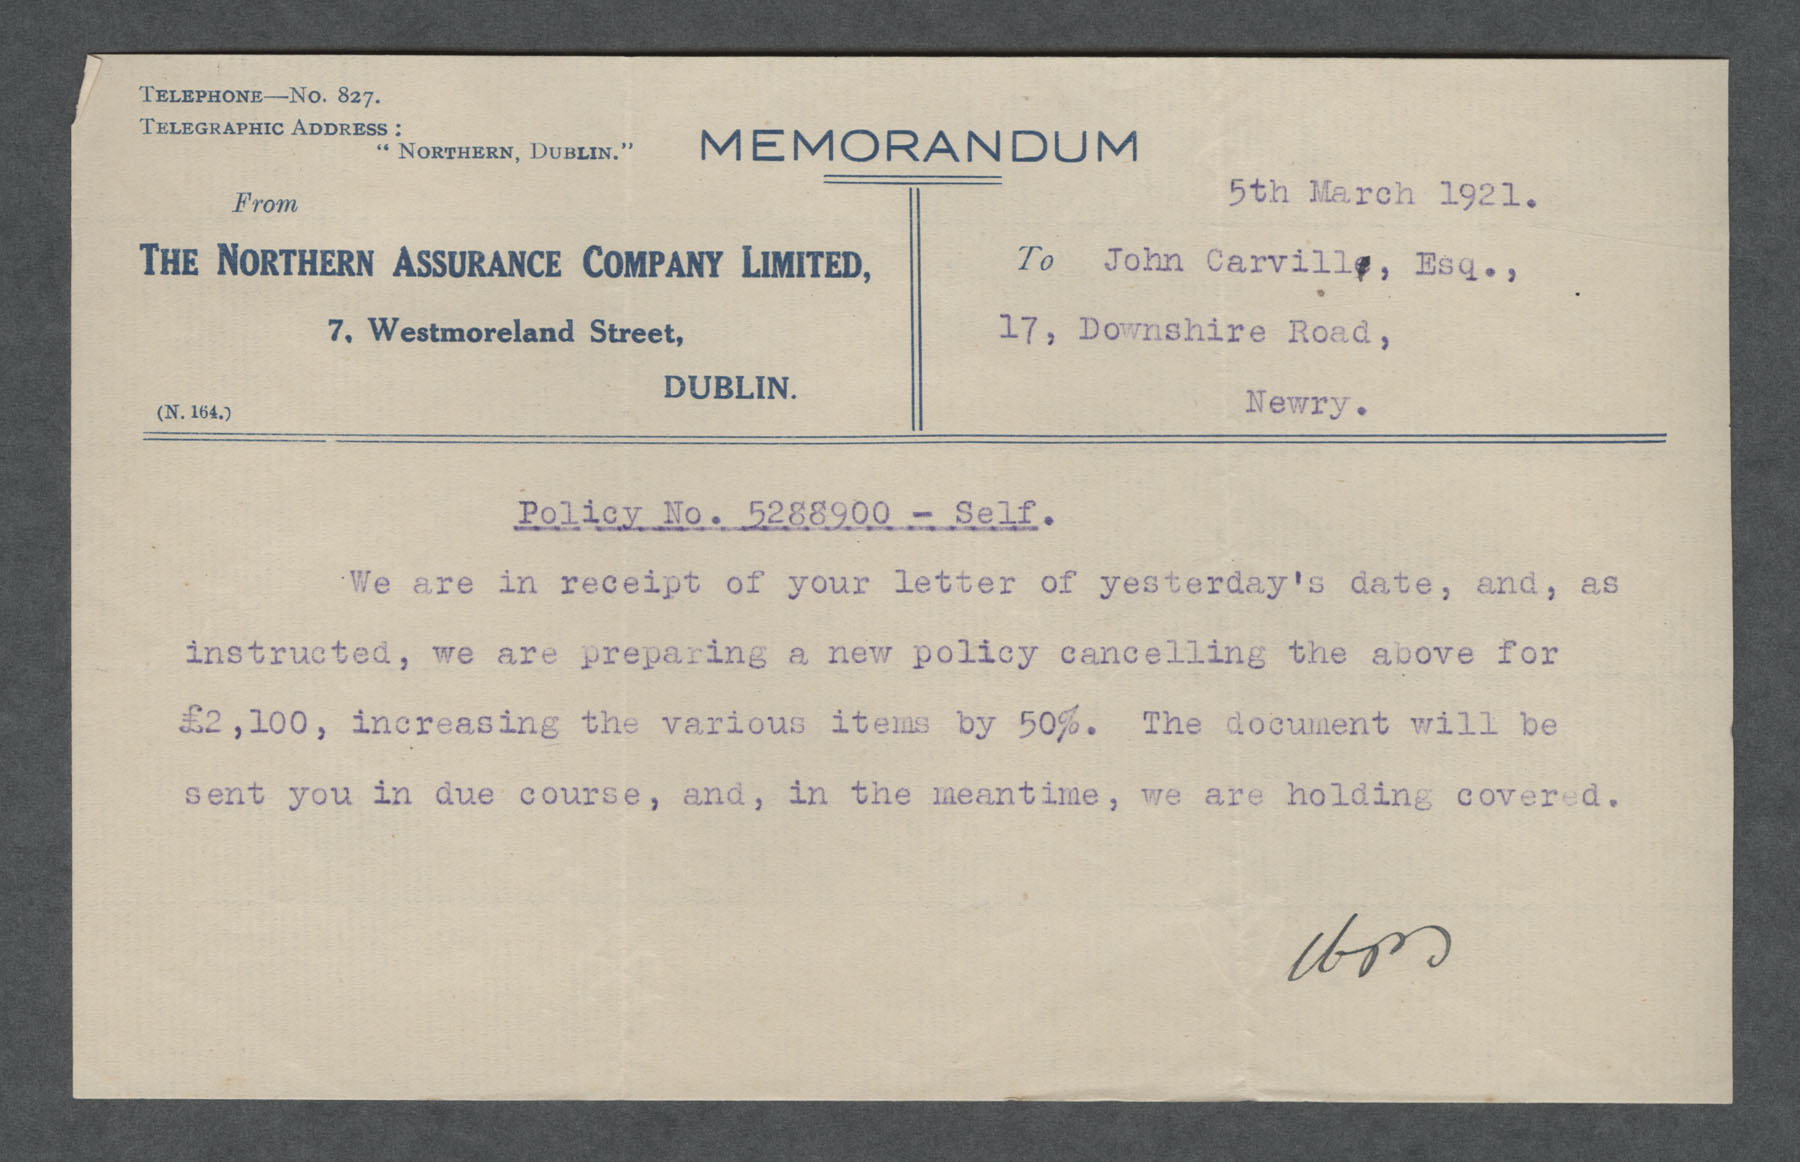 TELEPHONE—No. 827.
TELEGRAPHIC ADDRESS:
"NORTHERN, DUBLIN."
MEMORANDUM
5th March 1921.
From
THE NORTHERN ASSURANCE COMPANY LIMITED,
7, Westmoreland Street,
DUBLIN.
(N. 164.)
To John Carvill, Esq.,
17, Downshire Road,
Newry.
Policy No. 5288900 - Self.
We are in receipt of your letter of yesterday's date, and, as
instructed, we are preparing a new policy cancelling the above for
£2,100, increasing the various items by 50%. The document will be
sent you in due course, and, in the meantime, we are holding covered.